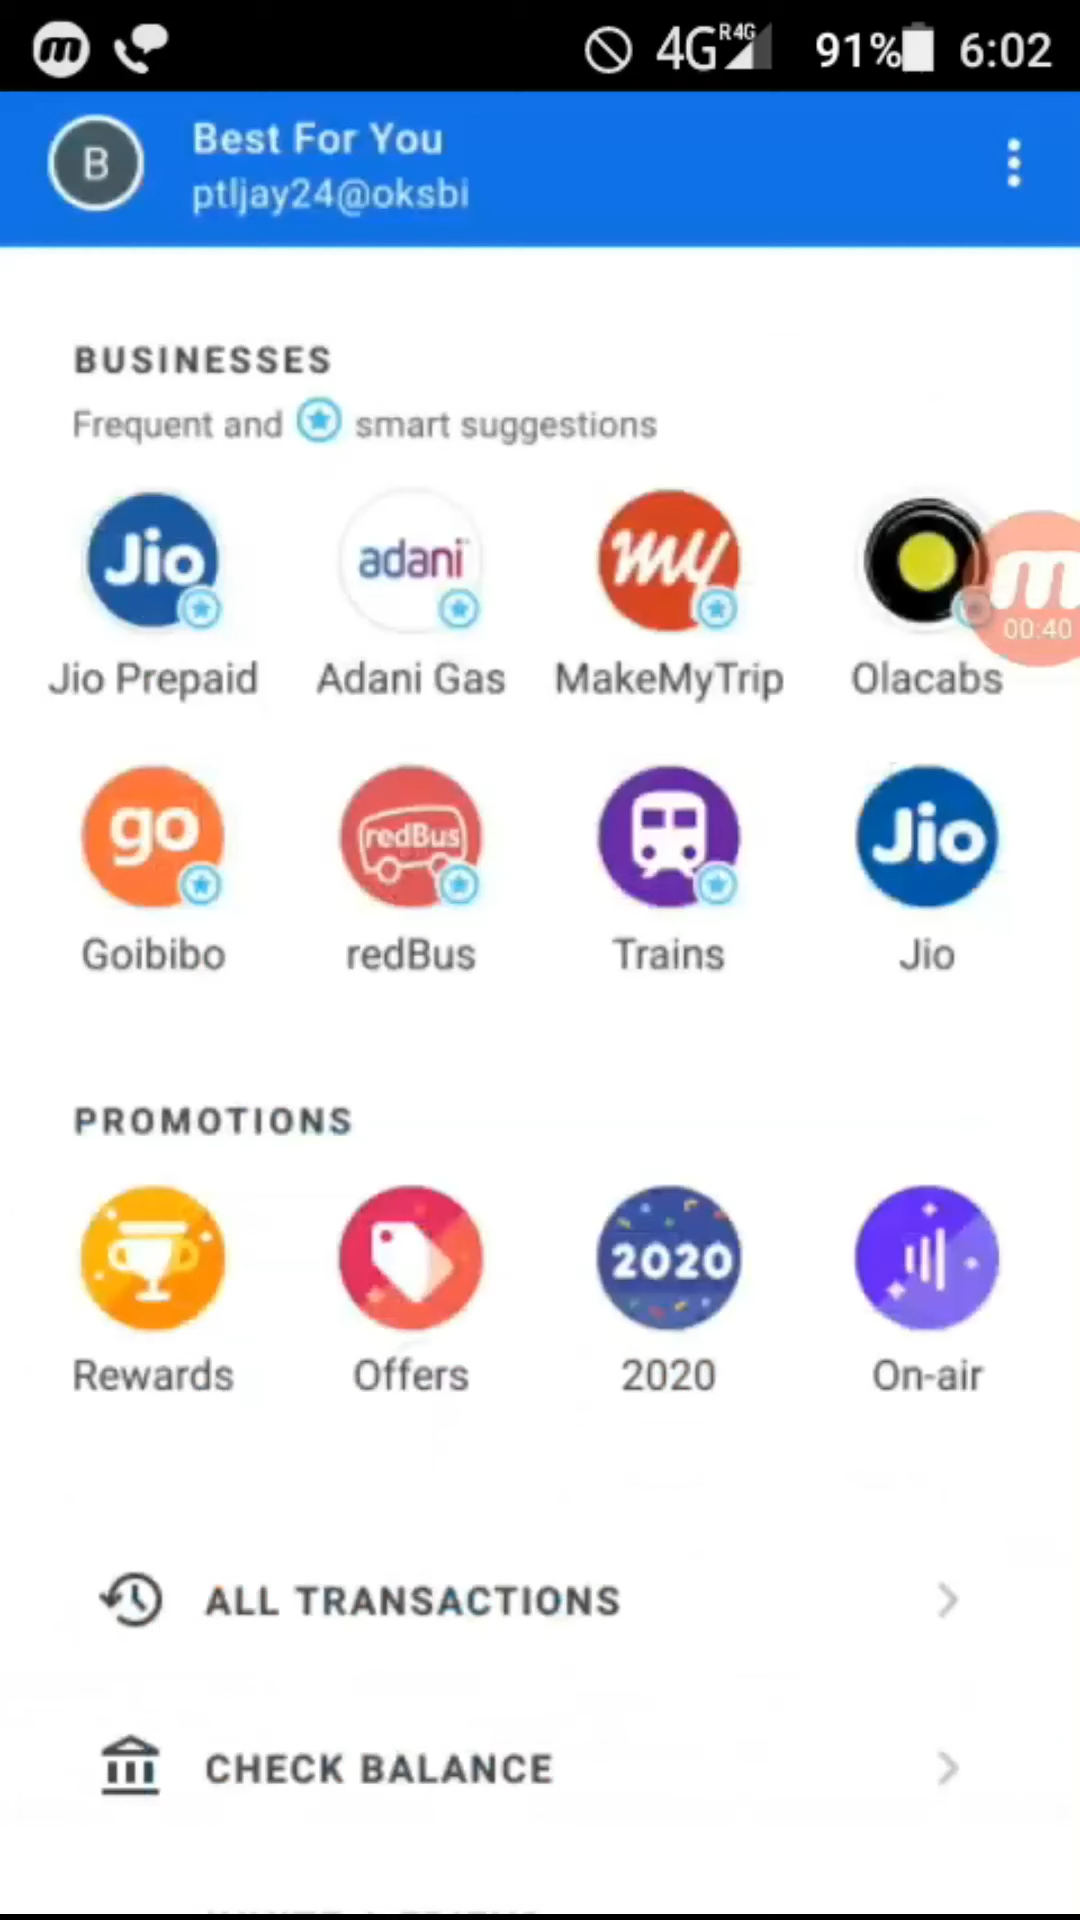 4G R4G 91% 6:02
B
Best For You
ptljay24@oksbi
BUSINESSES
Frequent and smart suggestions
Jio adani my m
00:40
Jio Prepaid Adani Gas MakeMyTrip Olacabs
go redBus Jio
Goibibo redBus Trains Jio
PROMOTIONS
2020
Rewards Offers 2020 On-air
ALL TRANSACTIONS
CHECK BALANCE